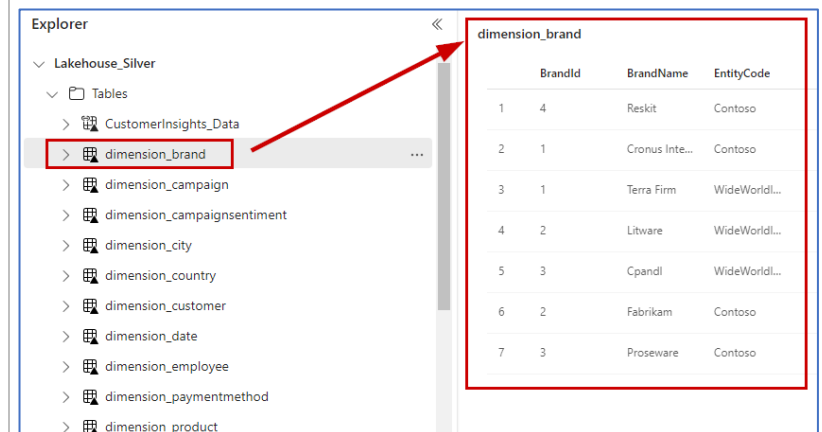 Explorer
Lakehouse_Silver
Tables
CustomerInsights_Data
dimension_brand
dimension_campaign
dimension_campaignsentiment
dimension_city
dimension_country
dimension_customer
dimension_date
dimension_employee
dimension_paymentmethod
dimension_product
dimension_brand
BrandId BrandName EntityCode
1 4 Reskit Contoso
2 1 Cronus Inte... Contoso
3 1 Terra Firm WideWorldI...
4 2 Litware WideWorldI...
5 3 Cpandl WideWorldI...
6 2 Fabrikam Contoso
7 3 Proseware Contoso